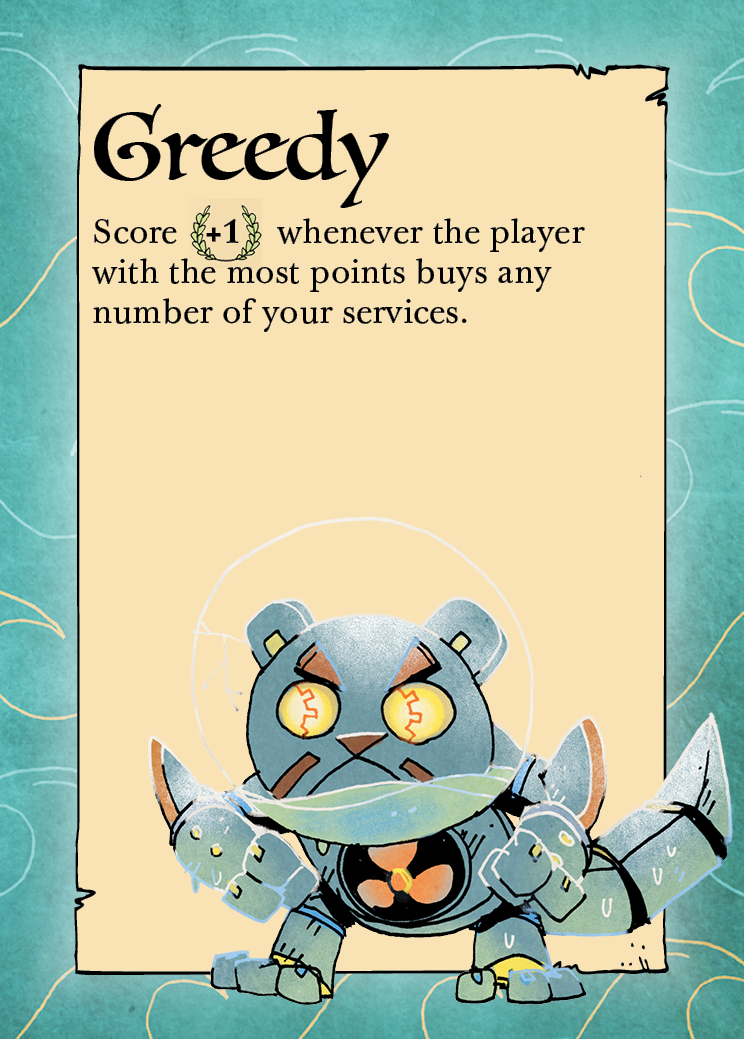 Greedy
Score +1 whenever the player
with the most points buys any
number of your services.